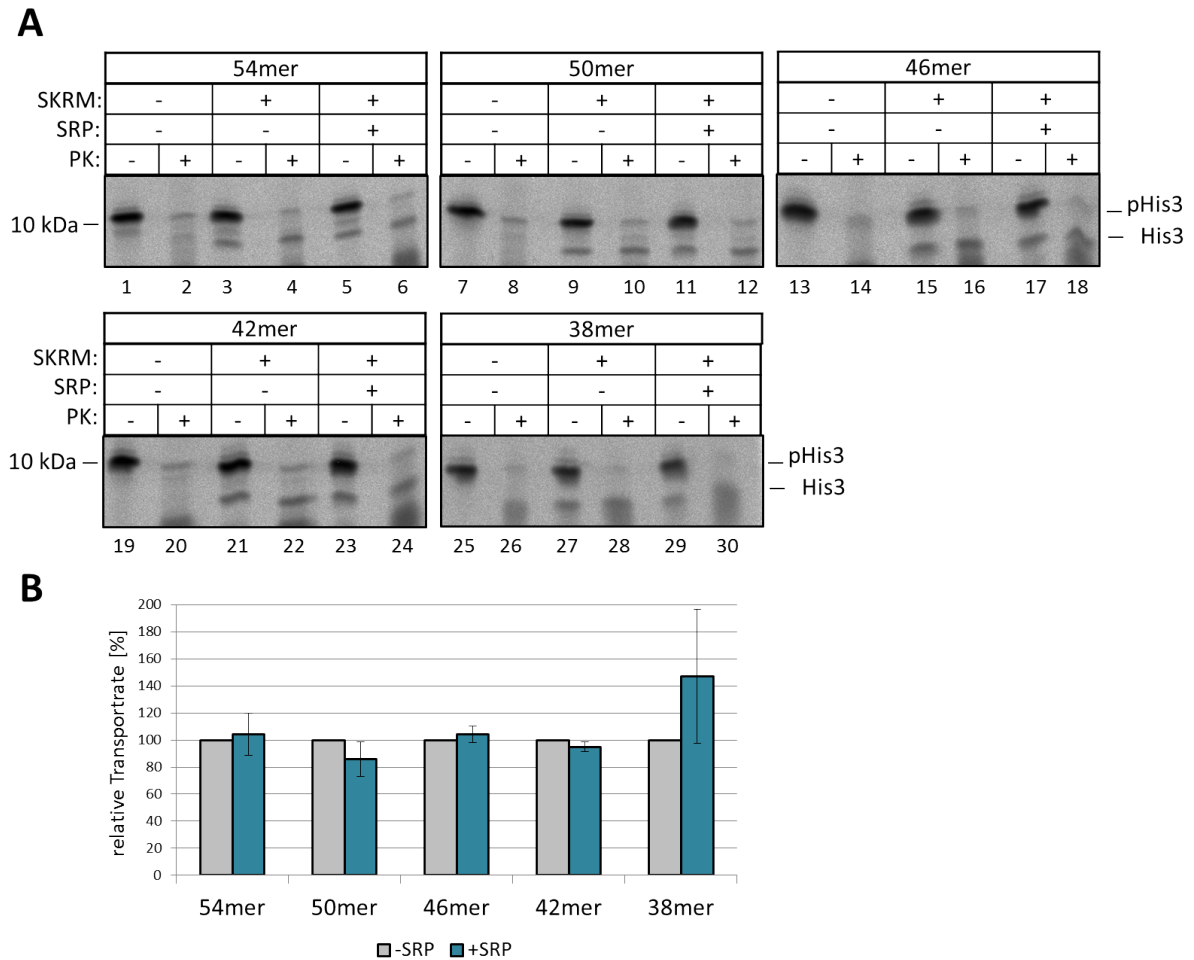 A
54mer 50mer 46mer
SKRM: - + + - + + - + +
SRP: - - + - - + - - +
PK: - + - + - + - + - + - + - + - + - +
10 kDa pHis3
His3
1 2 3 4 5 6 7 8 9 10 11 12 13 14 15 16 17 18
42mer 38mer
SKRM: - + + - + +
SRP: - - + - - +
PK: - + - + - + - + - + - +
10 kDa pHis3
His3
19 20 21 22 23 24 25 26 27 28 29 30
B
relative Transportrate [%]
200
180
160
140
120
100
80
60
40
20
0
54mer 50mer 46mer 42mer 38mer
-SRP +SRP